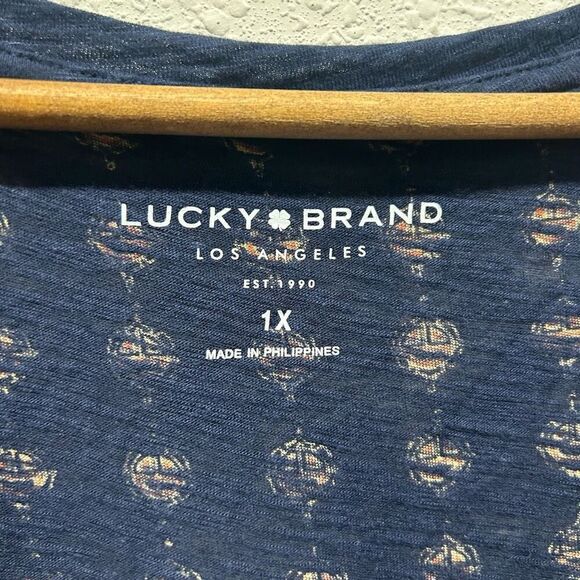 LUCKY BRAND
LOS ANGELES
EST. 1990
1X
MADE IN PHILIPPINES